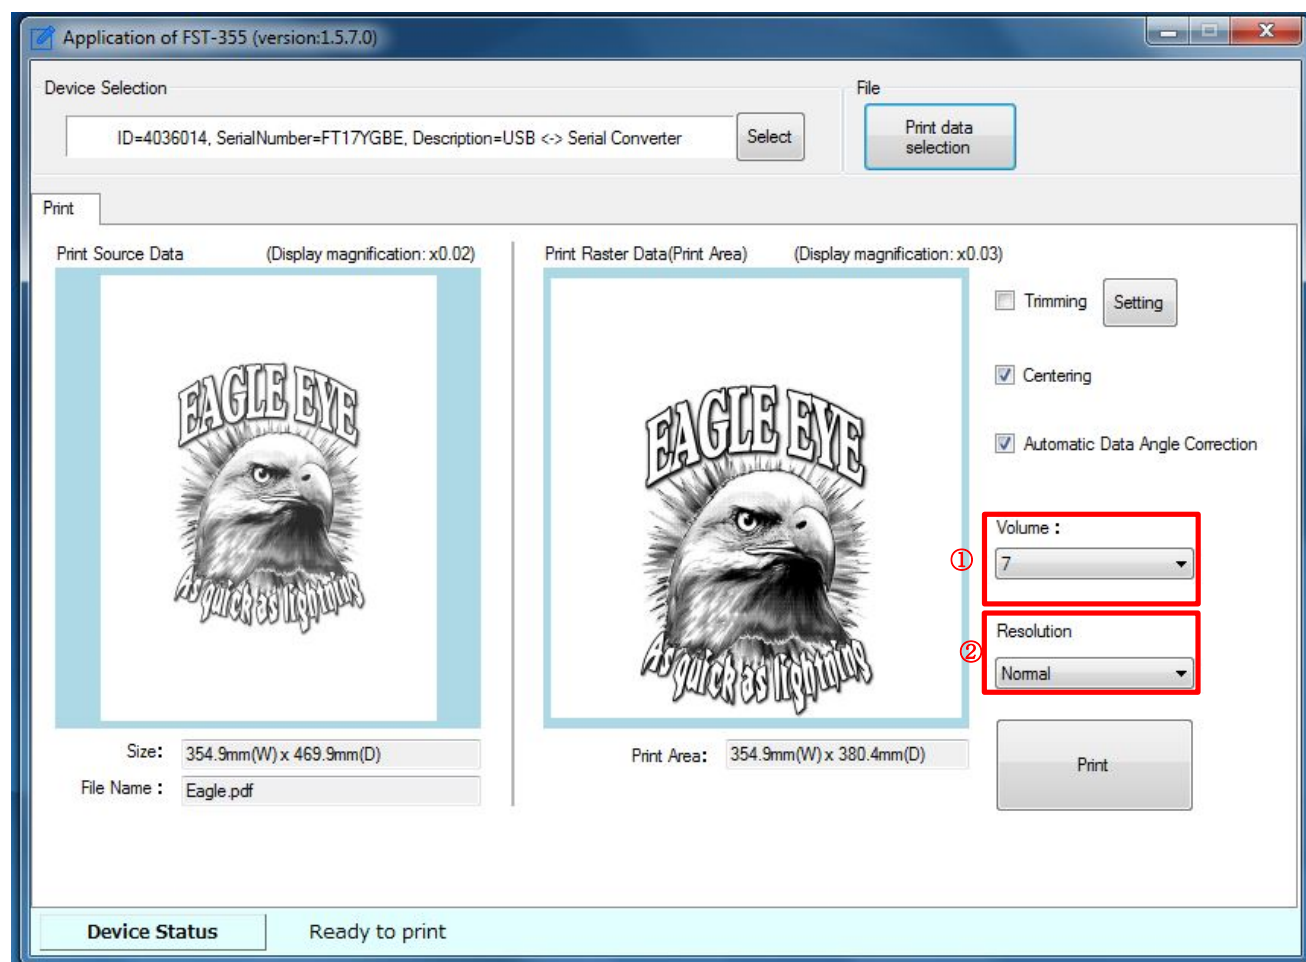 Application of FST-355 (version:1.5.7.0)
Device Selection
File
ID=4036014, SerialNumber=FT17YGBE, Description=USB <-> Serial Converter
Select
Print data
selection
Print
Print Source Data
(Display magnification: x0.02)
Print Raster Data(Print Area)
(Display magnification: x0.03)
EAGLE EYE
As quick as lightning
EAGLE EYE
As quick as lightning
Trimming
Setting
Centering
Automatic Data Angle Correction
① Volume :
7
② Resolution
Normal
Size: 354.9mm(W) x 469.9mm(D)
File Name : Eagle.pdf
Print Area: 354.9mm(W) x 380.4mm(D)
Print
Device Status
Ready to print